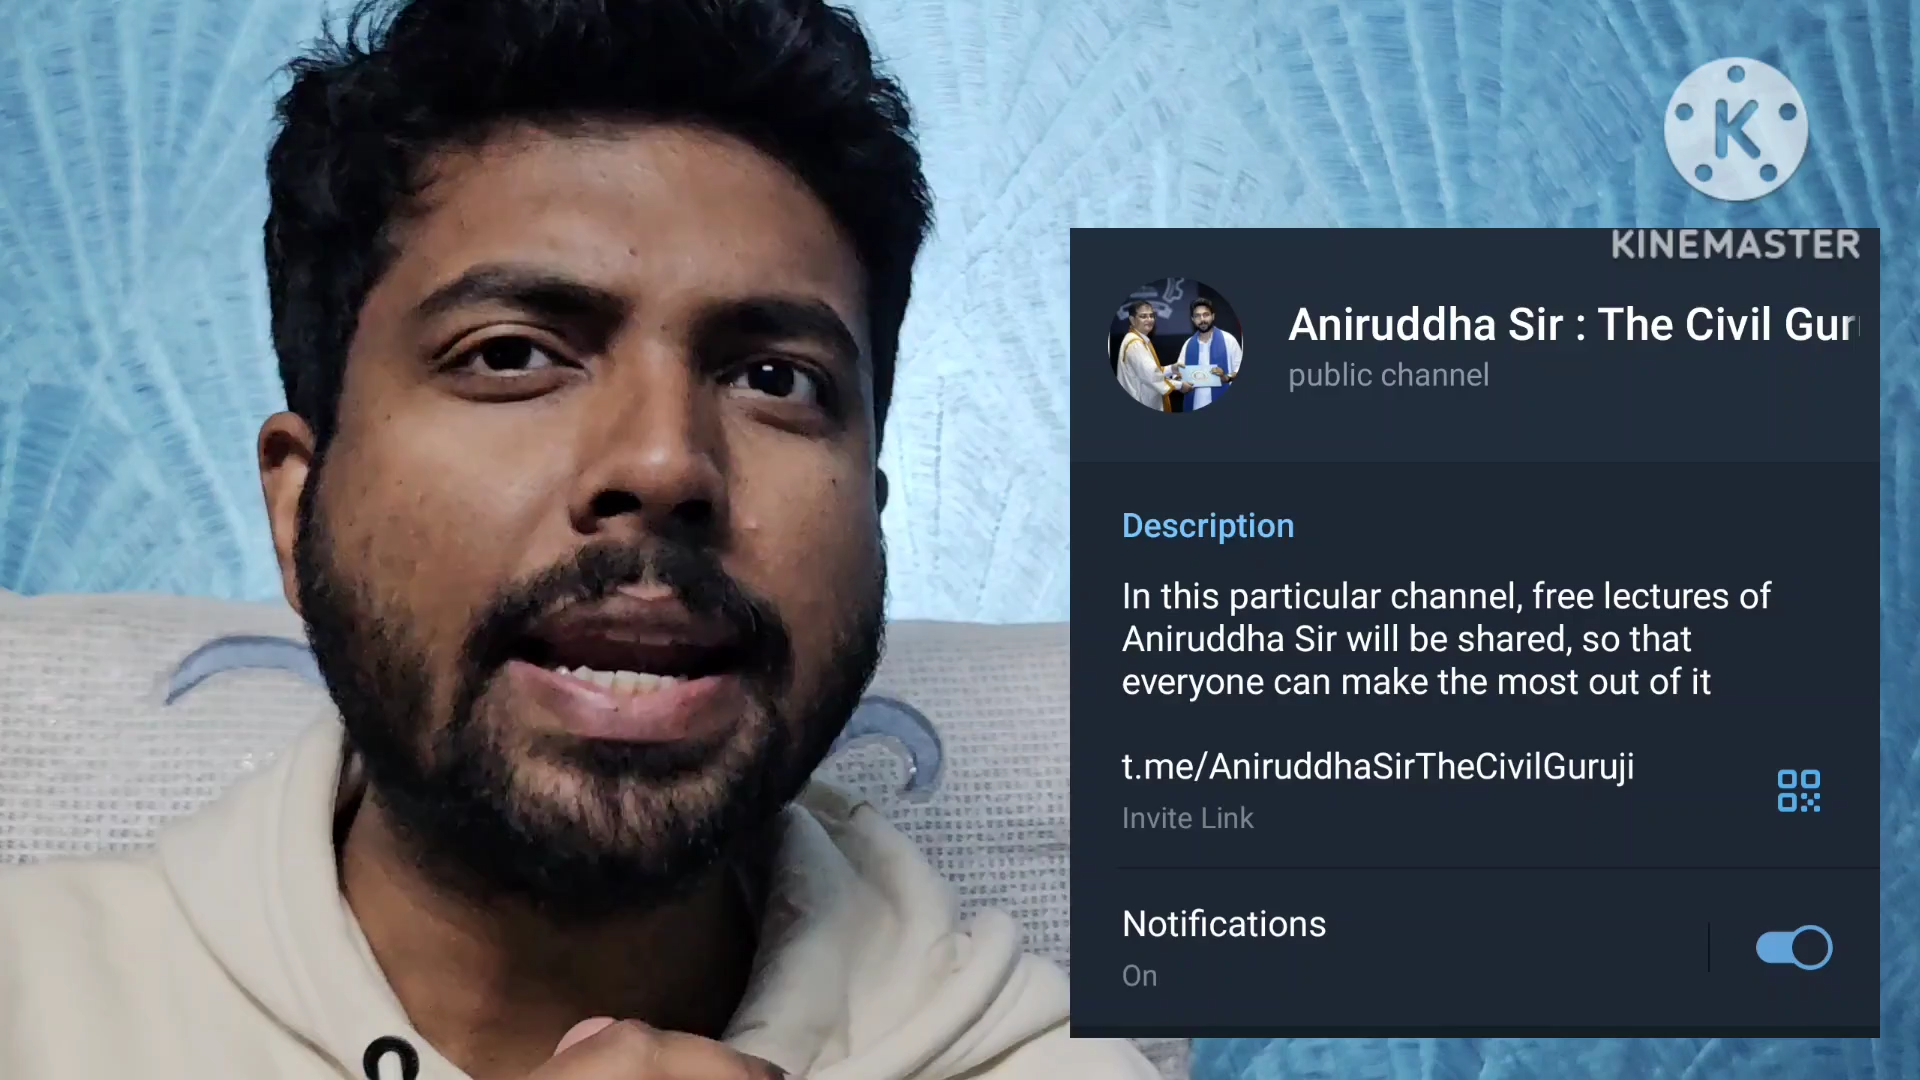 K
KINEMASTER
Aniruddha Sir : The Civil Gur
public channel
Description
In this particular channel, free lectures of
Aniruddha Sir will be shared, so that
everyone can make the most out of it
t.me/AniruddhaSirTheCivilGuruji
Invite Link
Notifications
On